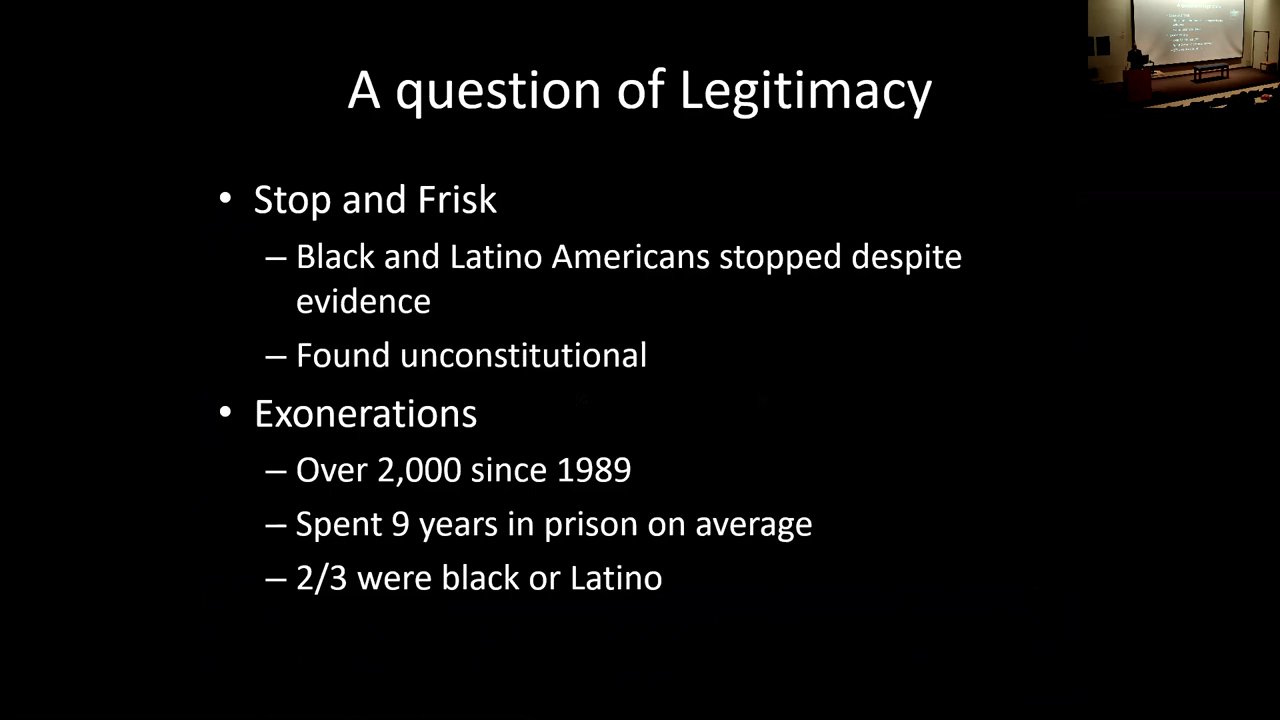 A question of Legitimacy
• Stop and Frisk
– Black and Latino Americans stopped despite
evidence
– Found unconstitutional
• Exonerations
– Over 2,000 since 1989
– Spent 9 years in prison on average
– 2/3 were black or Latino